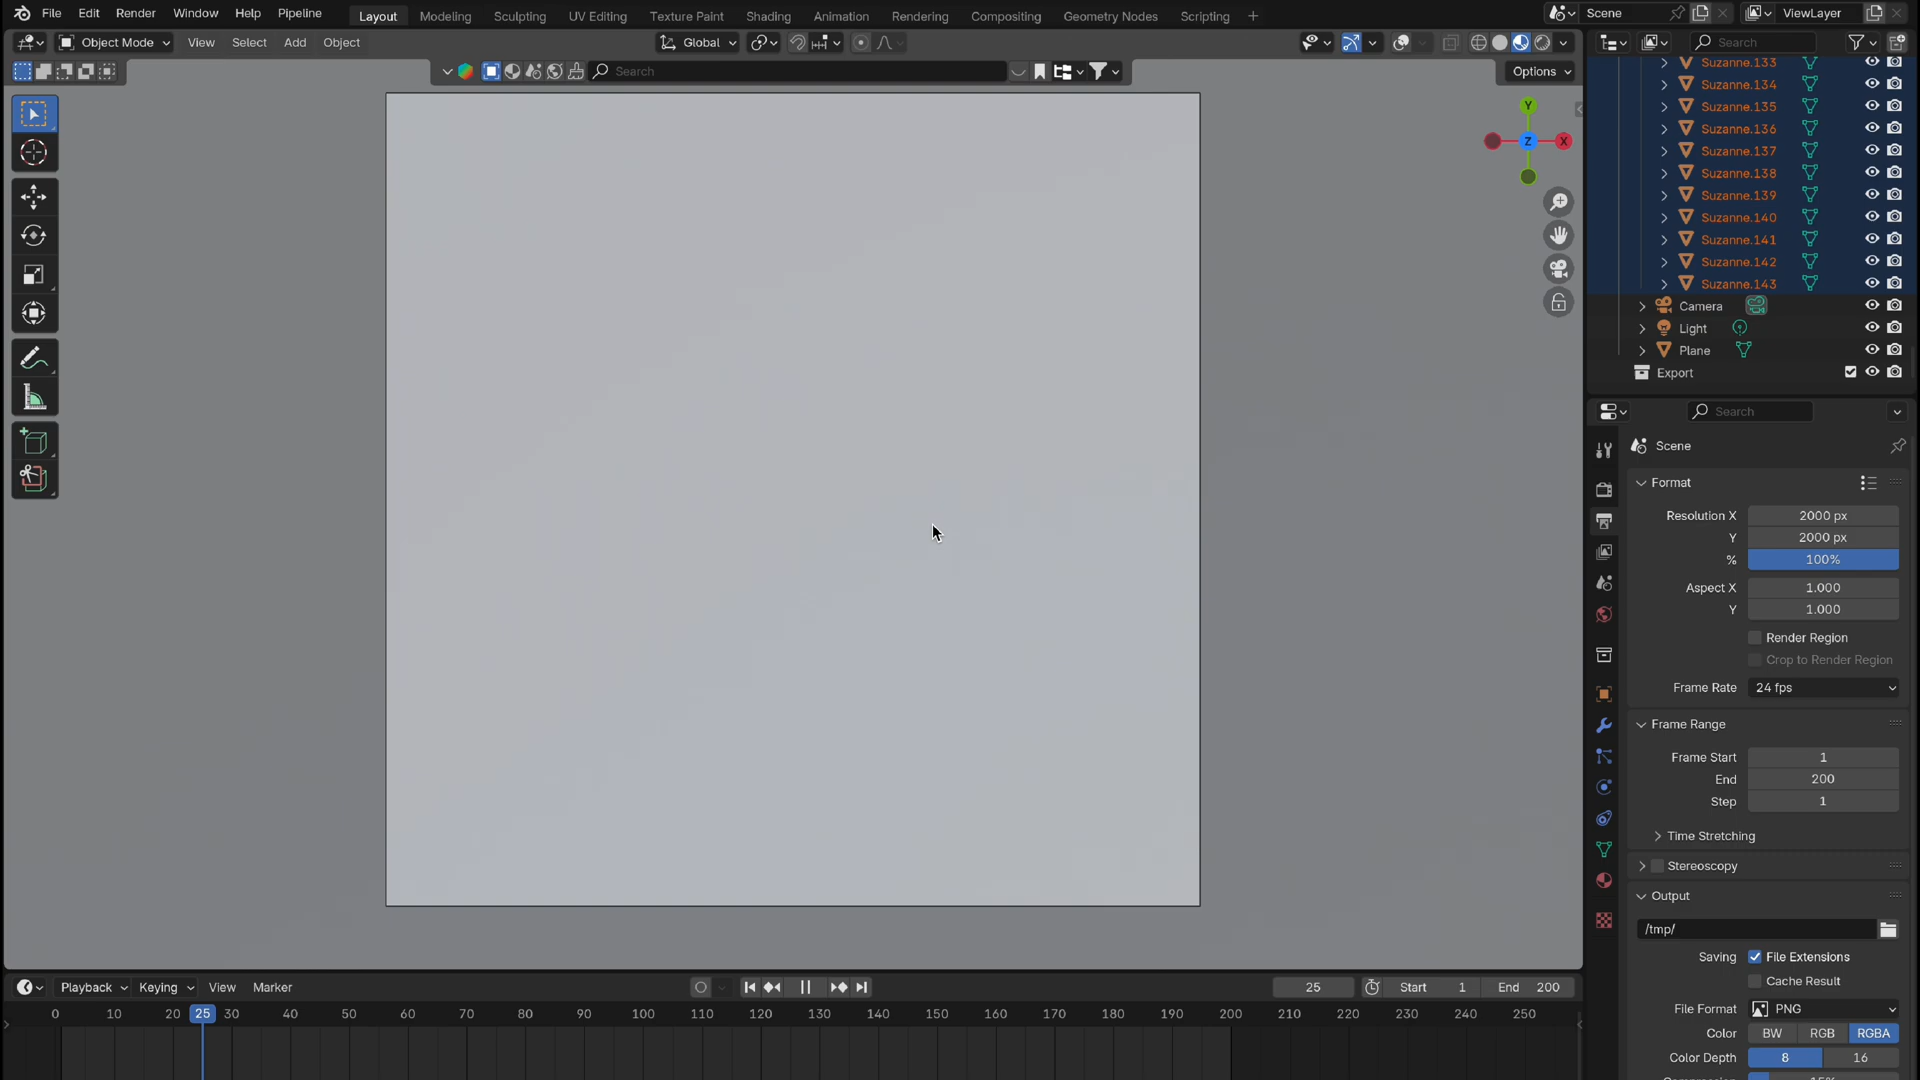 File Edit Render Window Help Pipeline Layout Modeling Sculpting UV Editing Texture Paint Shading Animation Rendering Compositing Geometry Nodes Scripting + Scene ViewLayer
Object Mode View Select Add Object Global Search
Search Options
Y
Z X
Suzanne.133
Suzanne.134
Suzanne.135
Suzanne.136
Suzanne.137
Suzanne.138
Suzanne.139
Suzanne.140
Suzanne.141
Suzanne.142
Suzanne.143
Camera
Light
Plane
Export
Search
Scene
Format
Resolution X 2000 px
Y 2000 px
% 100%
Aspect X 1.000
Y 1.000
Render Region
Crop to Render Region
Frame Rate 24 fps
Frame Range
Frame Start 1
End 200
Step 1
Time Stretching
Stereoscopy
Output
/tmp/
Saving File Extensions
Cache Result
File Format PNG
Color BW RGB RGBA
Color Depth 8 16
Playback Keying View Marker 25 Start 1 End 200
0 10 20 25 30 40 50 60 70 80 90 100 110 120 130 140 150 160 170 180 190 200 210 220 230 240 250